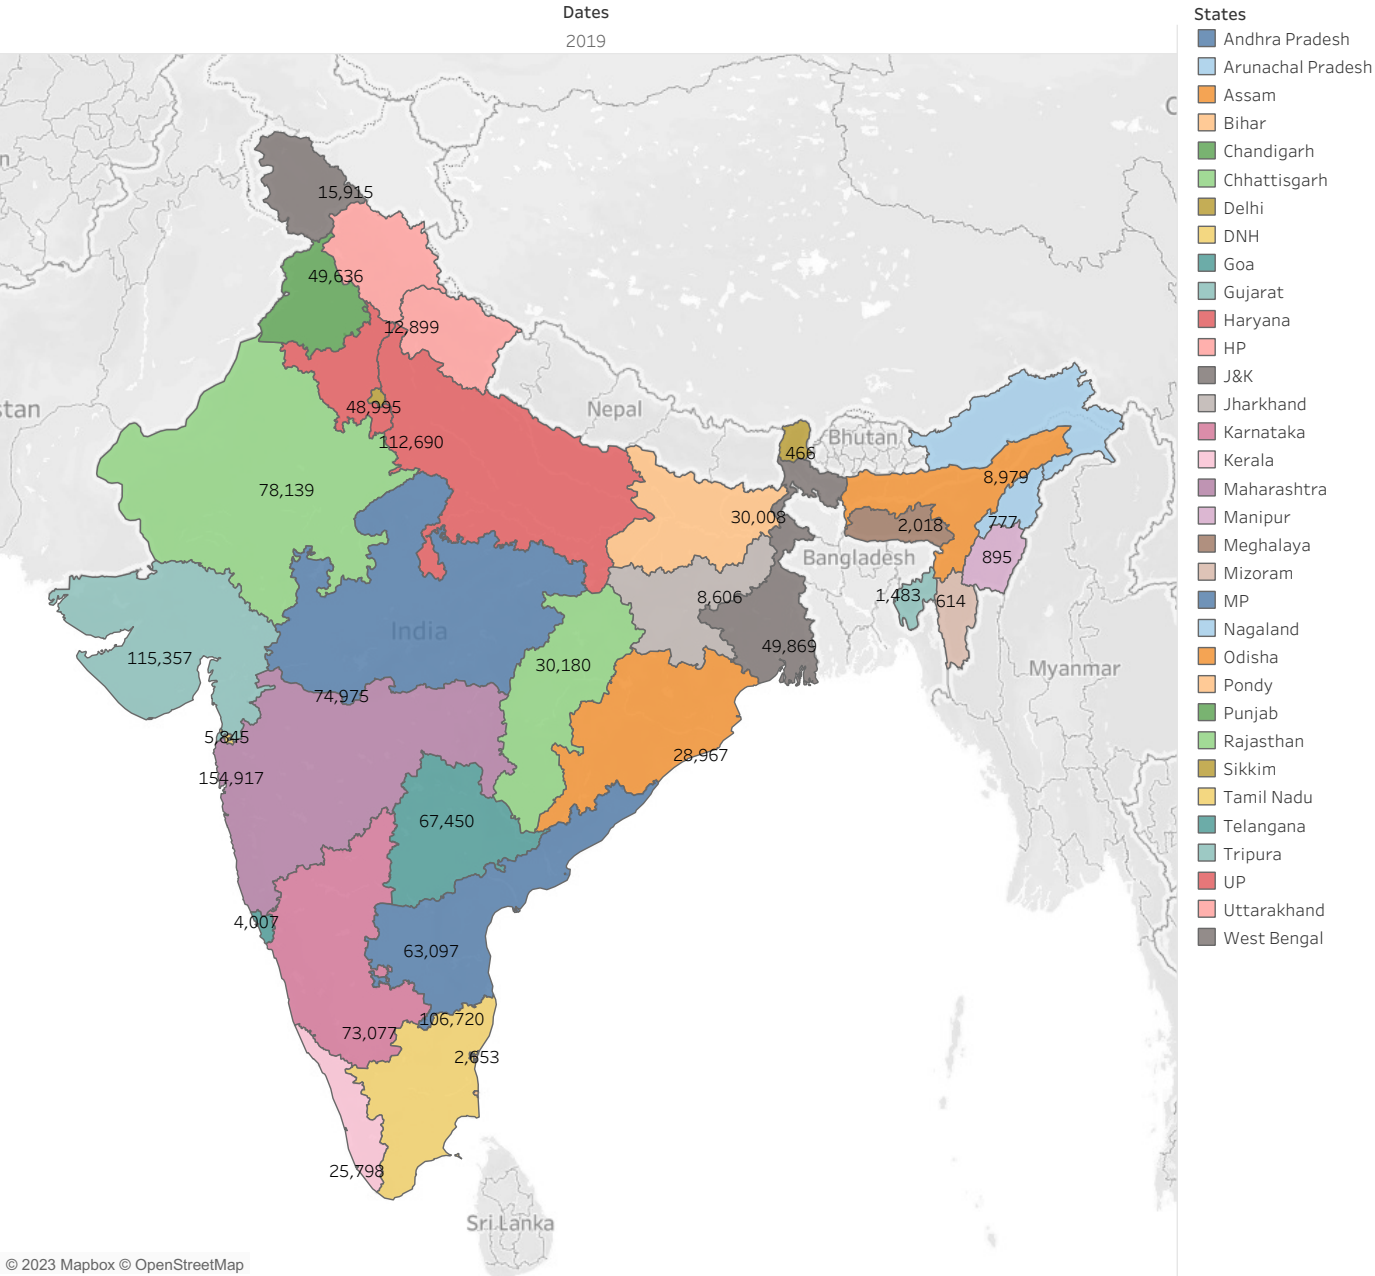 Dates
2019
States
Andhra Pradesh
Arunachal Pradesh
Assam
Bihar
Chandigarh
Chhattisgarh
Delhi
DNH
Goa
Gujarat
Haryana
HP
J&K
Jharkhand
Karnataka
Kerala
Maharashtra
Manipur
Meghalaya
Mizoram
MP
Nagaland
Odisha
Pondy
Punjab
Rajasthan
Sikkim
Tamil Nadu
Telangana
Tripura
UP
Uttarakhand
West Bengal
15,915
49,636
12,899
48,995
112,690
78,139
stan
Nepal
Bhutan
466
8,979
30,008
2,018
777
895
Bangladesh
8,606
1,483
614
India
49,869
30,180
115,357
Myanmar
74,975
5,845
28,967
154,917
67,450
4,007
63,097
106,720
73,077
2,653
25,798
Sri Lanka
© 2023 Mapbox © OpenStreetMap